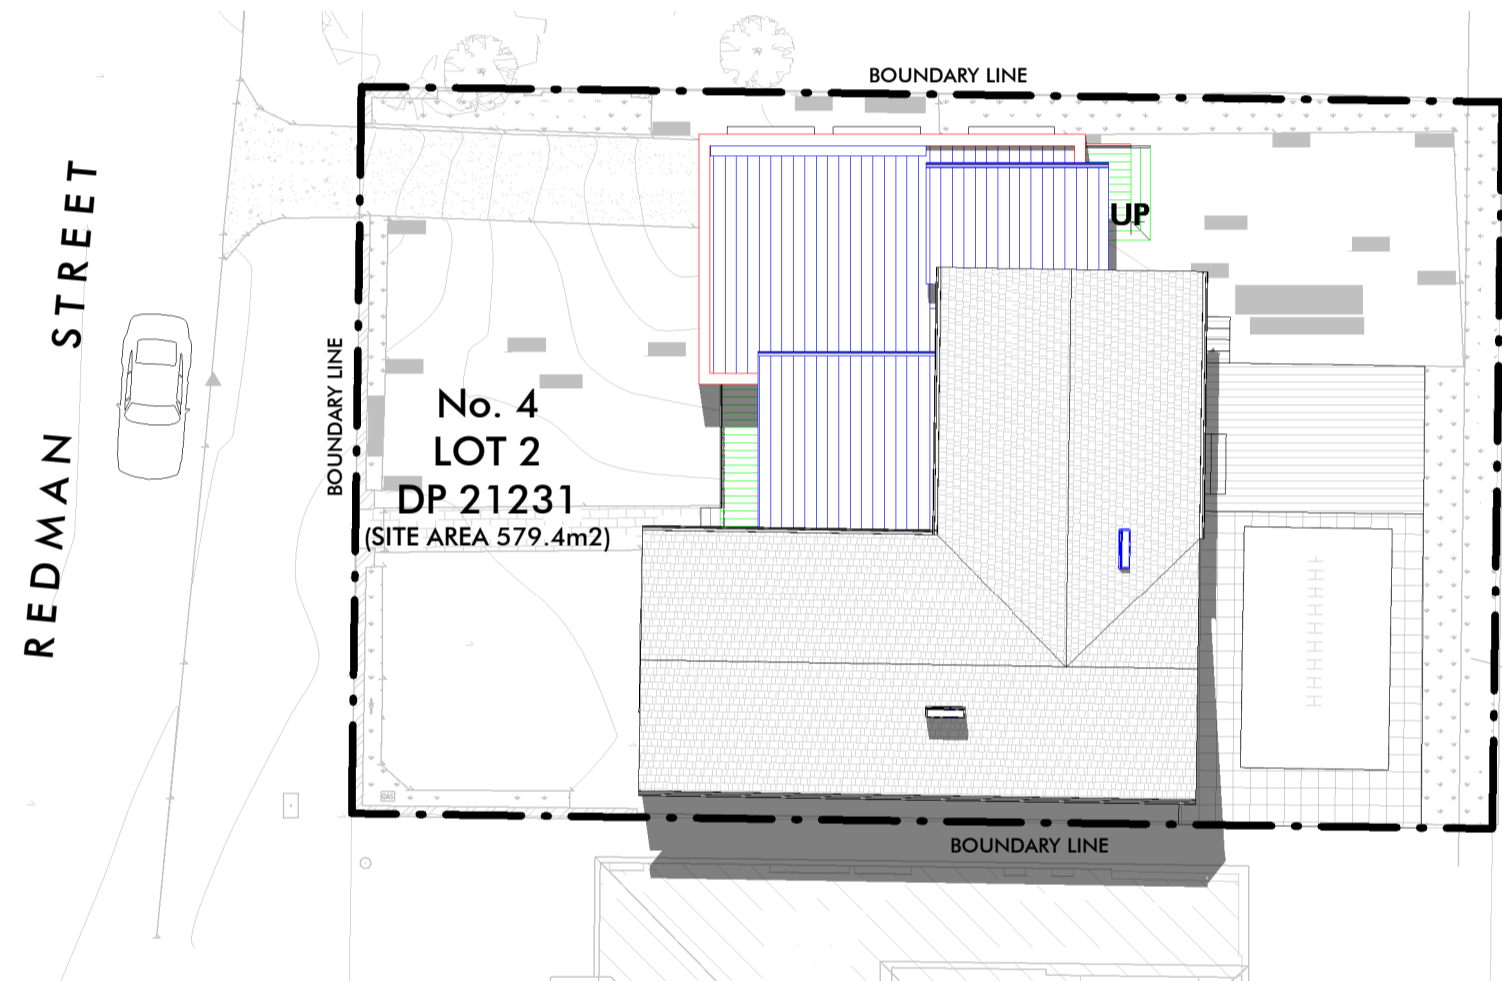 BOUNDARY LINE
REDMAN STREET
BOUNDARY LINE
UP
No. 4
LOT 2
DP 21231
(SITE AREA 579.4m2)
GAS
BOUNDARY LINE